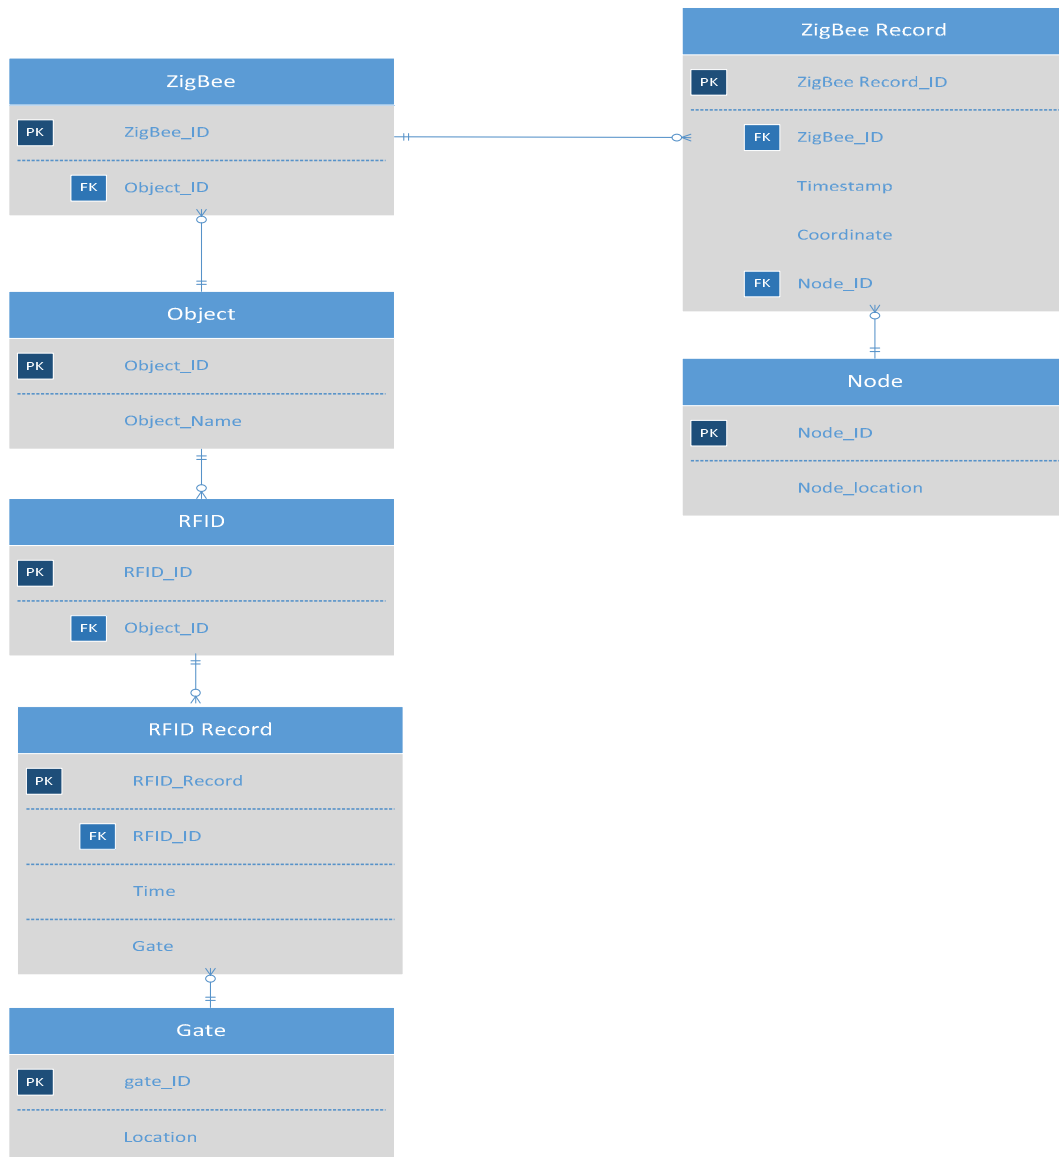 ZigBee
PK ZigBee_ID
FK Object_ID
Object
PK Object_ID
Object_Name
RFID
PK RFID_ID
FK Object_ID
RFID Record
PK RFID_Record
FK RFID_ID
Time
Gate
Gate
PK gate_ID
Location
ZigBee Record
PK ZigBee Record_ID
FK ZigBee_ID
Timestamp
Coordinate
FK Node_ID
Node
PK Node_ID
Node_location